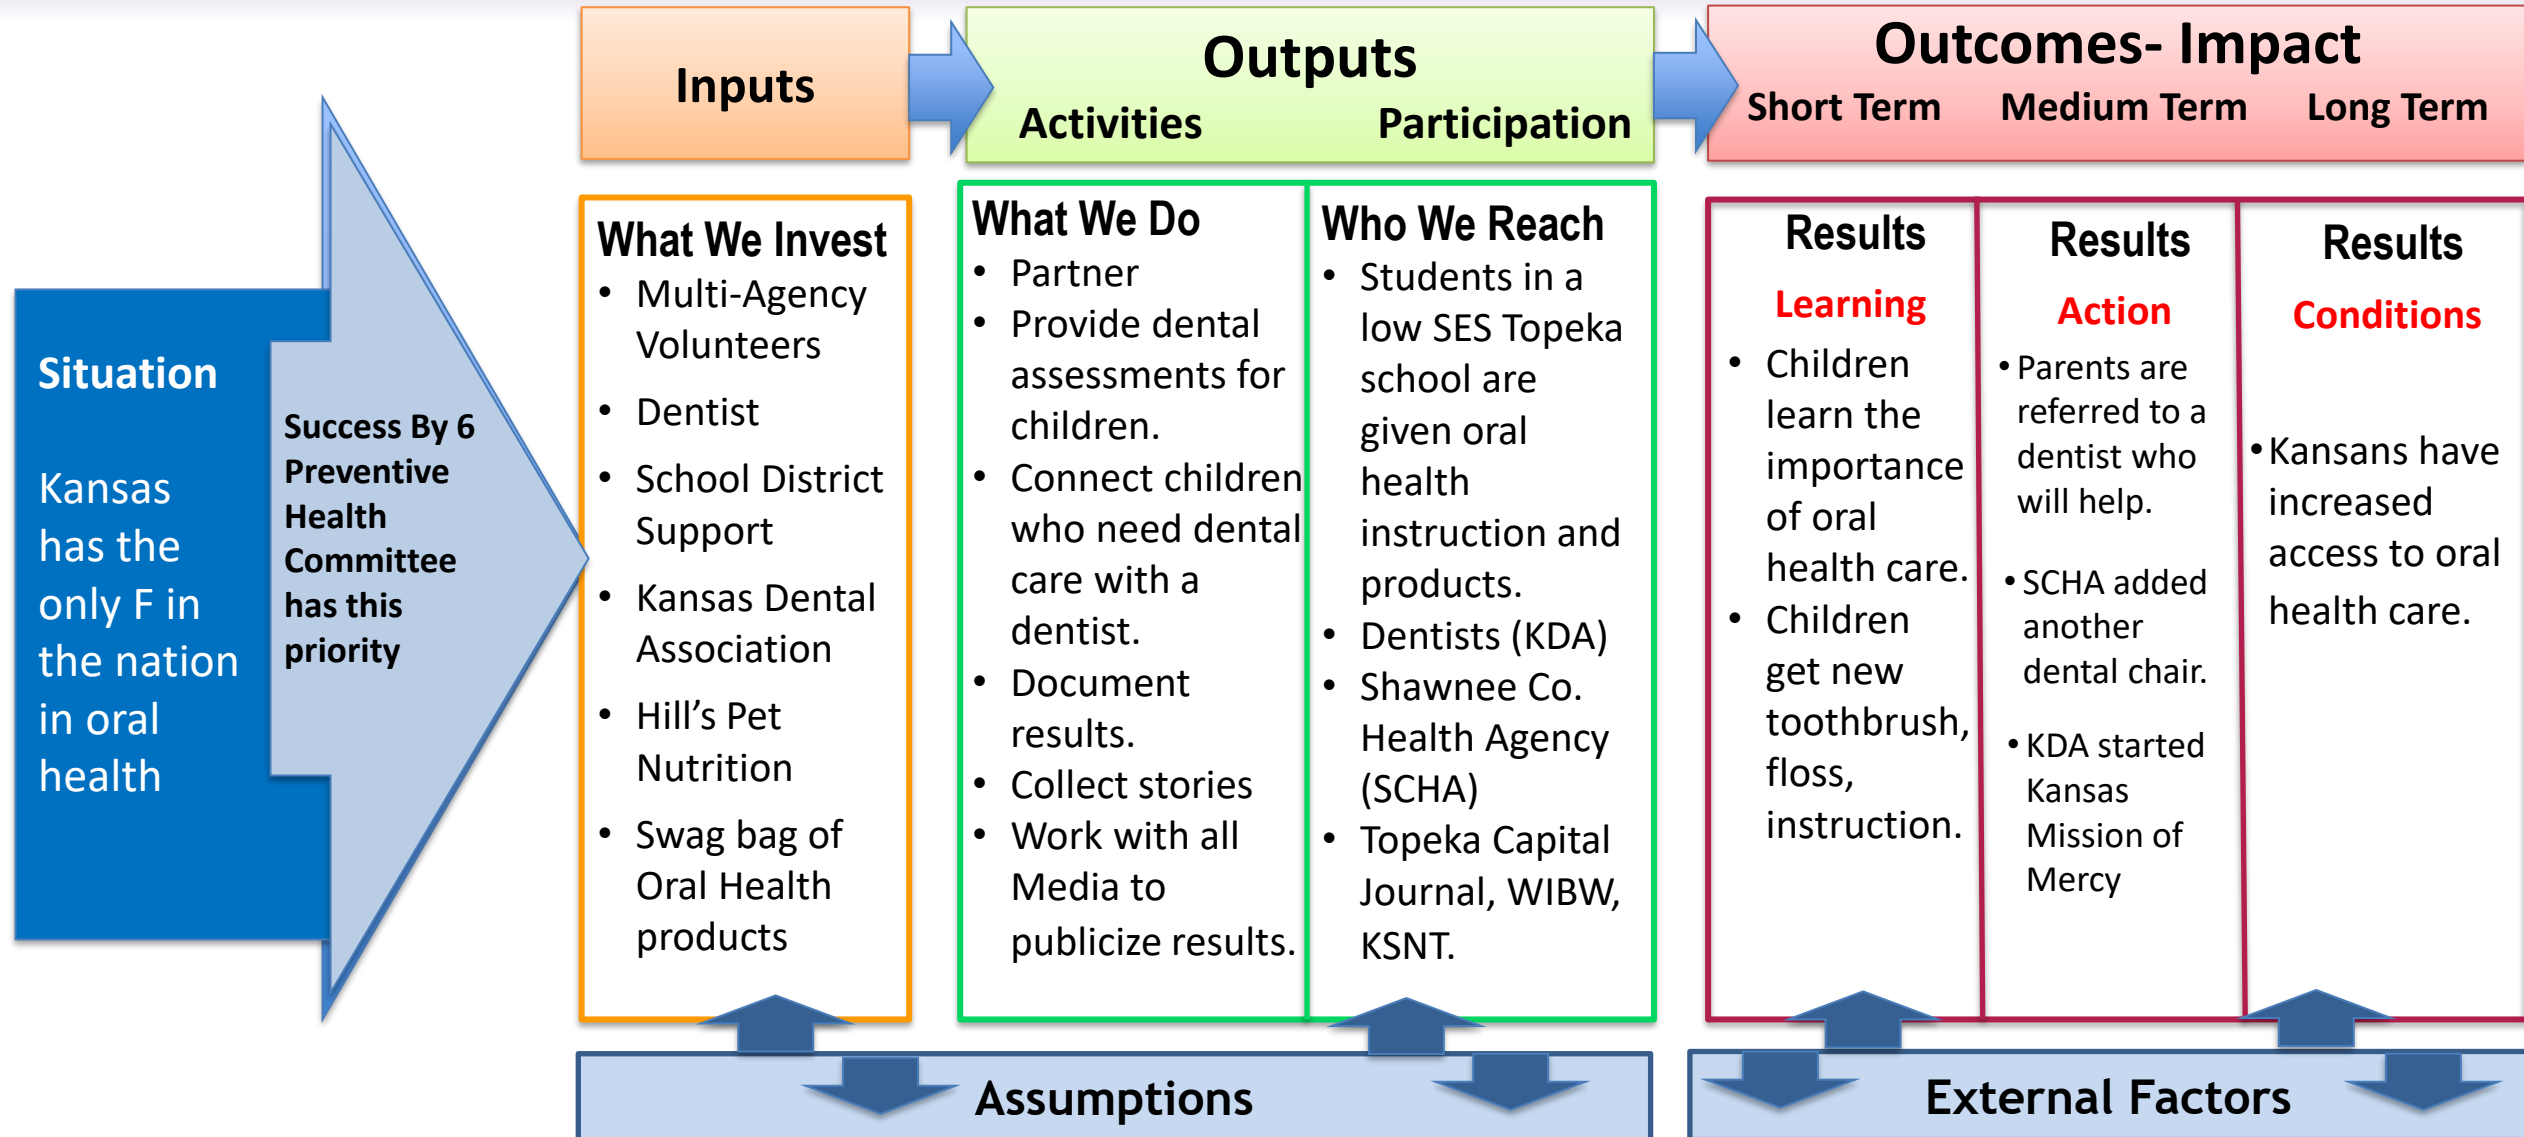 Inputs
Outputs
Activities
Participation
Outcomes- Impact
Short Term
Medium Term
Long Term
Situation
Kansas
has the
only F in
the nation
in oral
health
Success By 6
Preventive
Health
Committee
has this
priority
What We Invest
• Multi-Agency
Volunteers
• Dentist
• School District
Support
• Kansas Dental
Association
• Hill’s Pet
Nutrition
• Swag bag of
Oral Health
products
What We Do
• Partner
• Provide dental
assessments for
children.
• Connect children
who need dental
care with a
dentist.
• Document
results.
• Collect stories
• Work with all
Media to
publicize results.
Who We Reach
• Students in a
low SES Topeka
school are
given oral
health
instruction and
products.
• Dentists (KDA)
• Shawnee Co.
Health Agency
(SCHA)
• Topeka Capital
Journal, WIBW,
KSNT.
Results
Learning
• Children
learn the
importance
of oral
health care.
• Children
get new
toothbrush,
floss,
instruction.
Results
Action
• Parents are
referred to a
dentist who
will help.
• SCHA added
another
dental chair.
• KDA started
Kansas
Mission of
Mercy
Results
Conditions
• Kansans have
increased
access to oral
health care.
Assumptions
External Factors